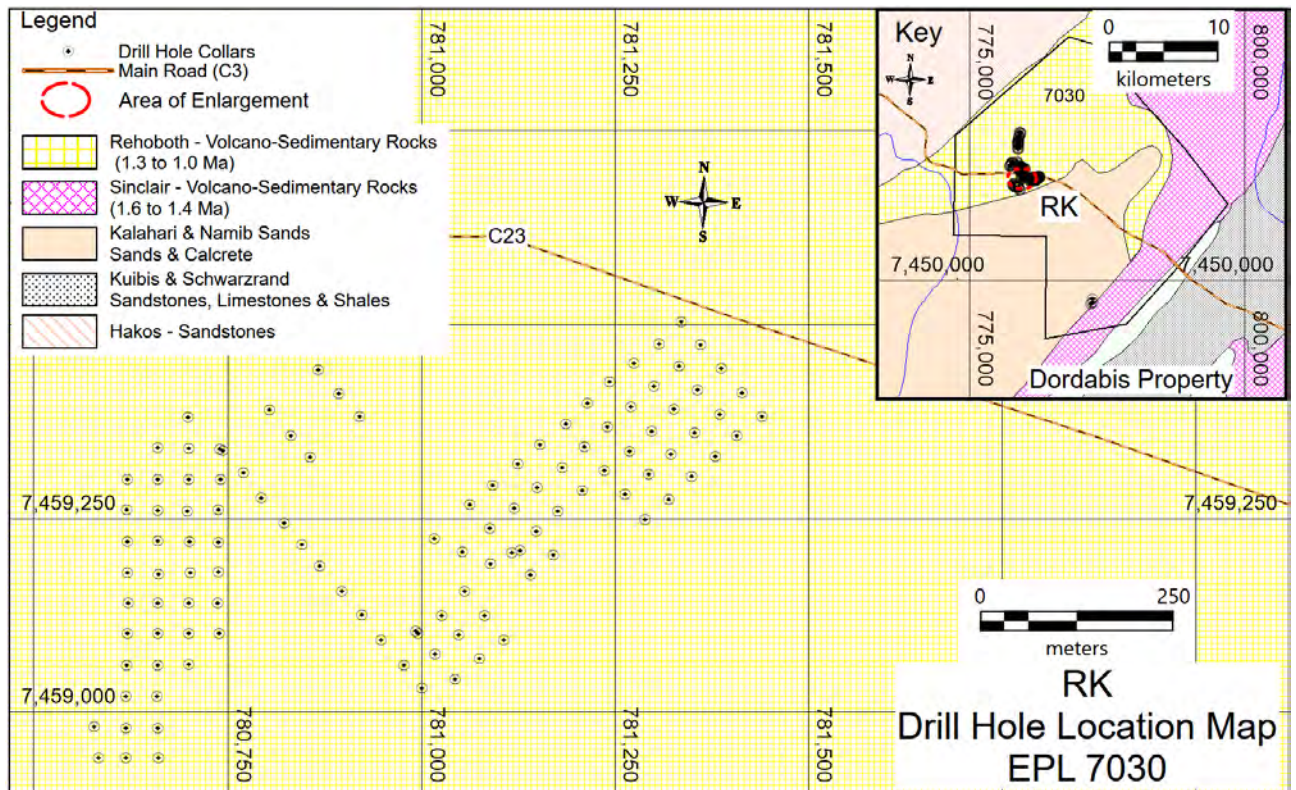 Legend
Drill Hole Collars
Main Road (C3)
Area of Enlargement
Rehoboth - Volcano-Sedimentary Rocks
(1.3 to 1.0 Ma)
Sinclair - Volcano-Sedimentary Rocks
(1.6 to 1.4 Ma)
Kalahari & Namib Sands
Sands & Calcrete
Kuibis & Schwarzrand
Sandstones, Limestones & Shales
Hakos - Sandstones
781,000
781,250
781,500
Key
N
W E
S
775,000
0 10
kilometers
800,000
7030
RK
7,450,000
7,450,000
775,000
800,000
Dordabis Property
N
W E
S
C23
7,459,250
7,459,250
0 250
meters
7,459,000
780,750
781,000
781,250
781,500
RK
Drill Hole Location Map
EPL 7030